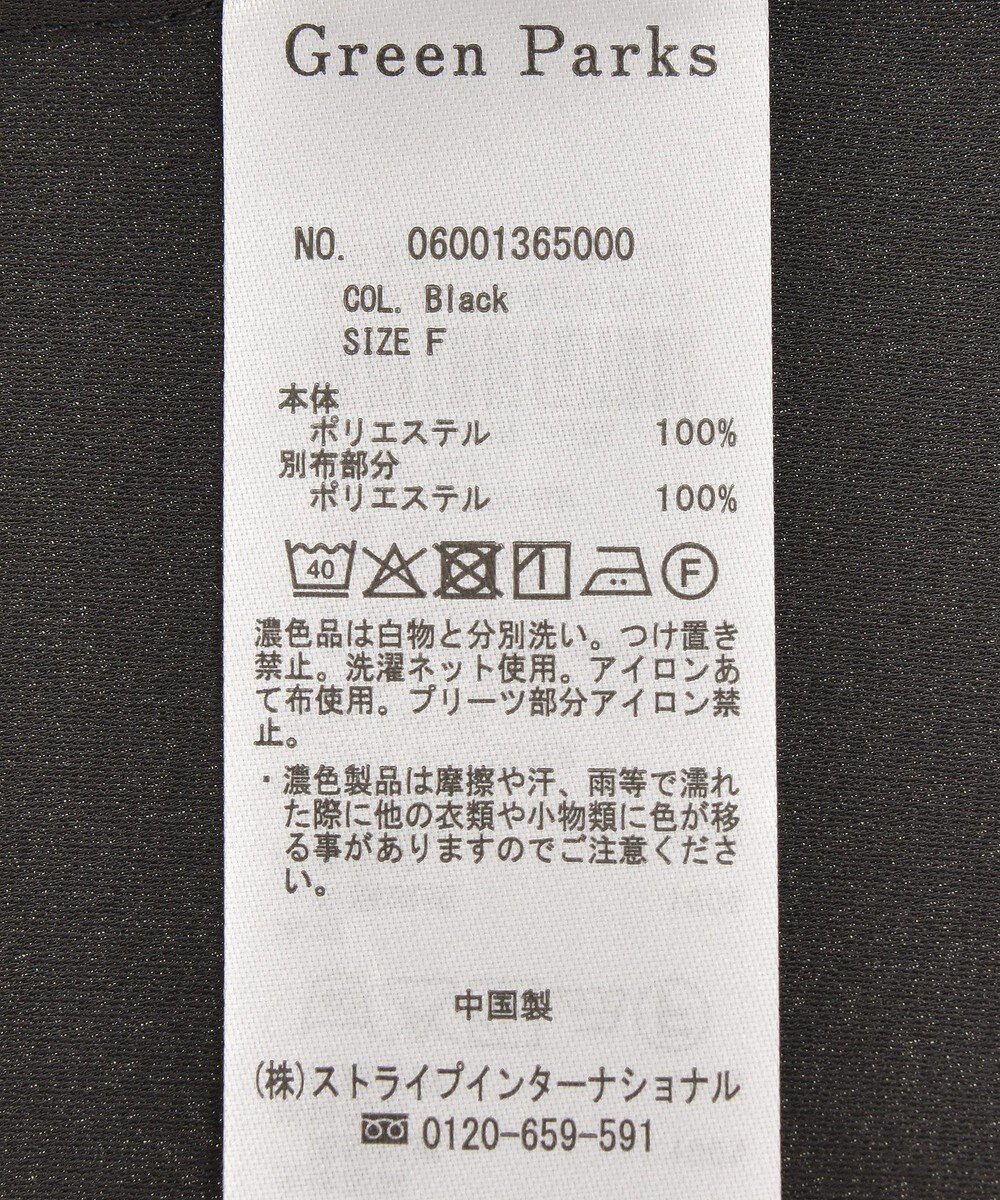 Green Parks
NO. 06001365000
COL. Black
SIZE F
本体
ポリエステル 100%
別布部分
ポリエステル 100%
40 F
濃色品は白物と分別洗い。つけ置き
禁止。洗濯ネット使用。アイロンあ
て布使用。プリーツ部分アイロン禁
止。
・濃色製品は摩擦や汗、雨等で濡れ
た際に他の衣類や小物類に色が移
る事がありますのでご注意くださ
い。
中国製
(株)ストライプインターナショナル
0120-659-591